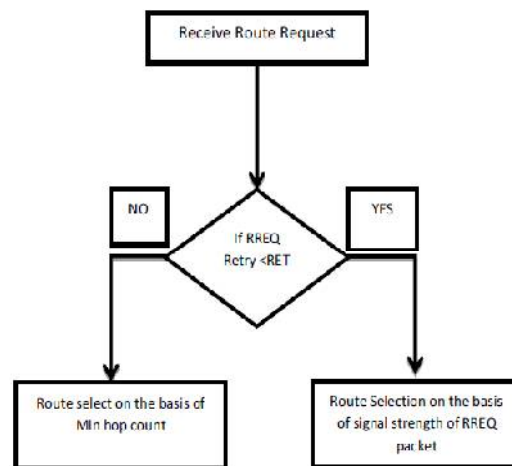 Receive Route Request
NO
YES
If RREQ
Retry <RET
Route select on the basis of
Min hop count
Route Selection on the basis
of signal strength of RREQ
packet